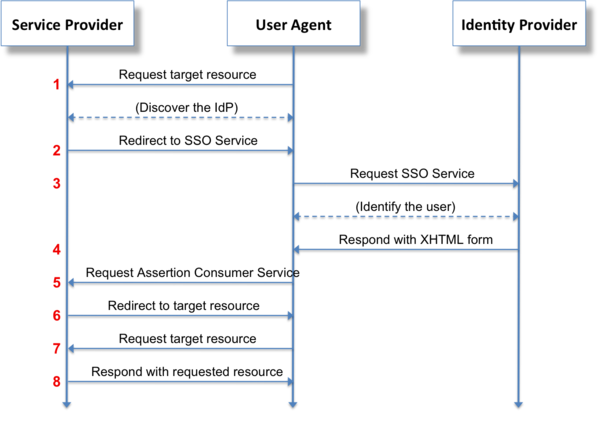 Service Provider
User Agent
Identity Provider
1 Request target resource
(Discover the IdP)
2 Redirect to SSO Service
3 Request SSO Service
(Identify the user)
4 Respond with XHTML form
5 Request Assertion Consumer Service
6 Redirect to target resource
7 Request target resource
8 Respond with requested resource